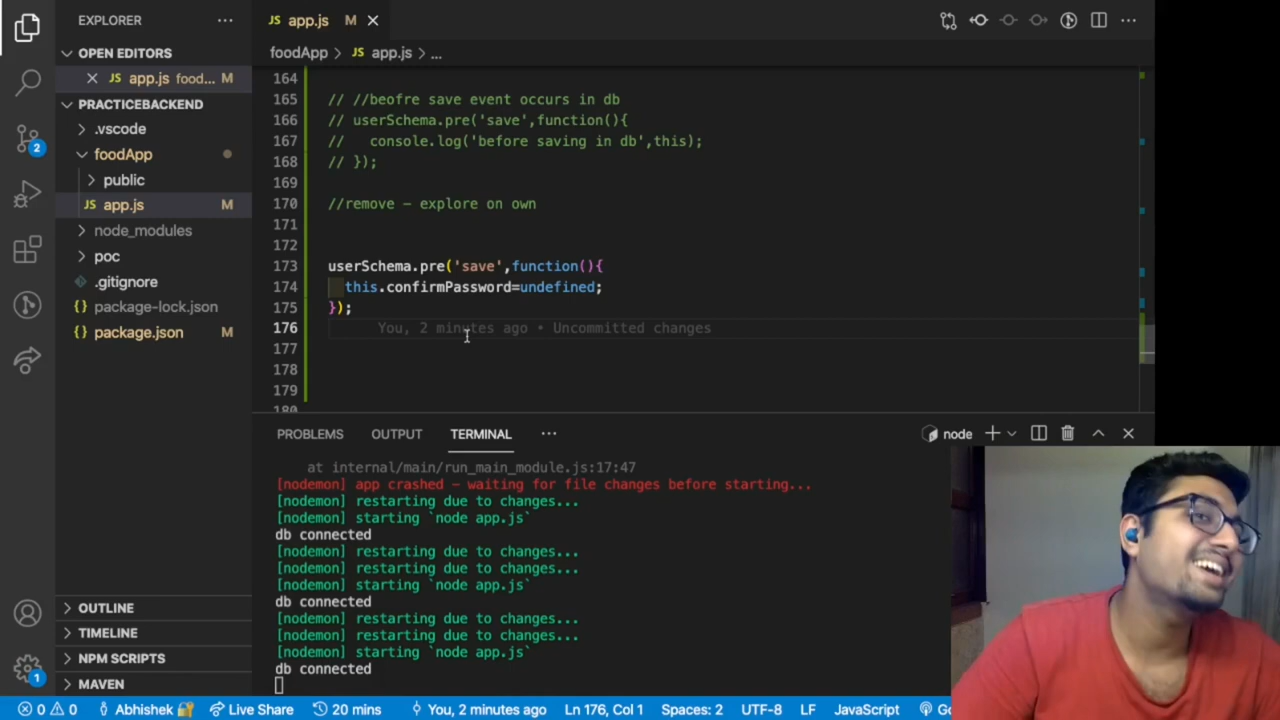 EXPLORER
···
JS app.js M
OPEN EDITORS
JS app.js food... M
PRACTICEBACKEND
.vscode
foodApp
public
JS app.js M
node_modules
poc
.gitignore
{} package-lock.json
{} package.json M
2
OUTLINE
TIMELINE
NPM SCRIPTS
MAVEN
1
foodApp > JS app.js > ...
164
165 // //beofre save event occurs in db
166 // userSchema.pre('save',function(){
167 //   console.log('before saving in db',this);
168 // });
169
170 //remove – explore on own
171
172
173 userSchema.pre('save',function(){
174   this.confirmPassword=undefined;
175 });
176 You, 2 minutes ago • Uncommitted changes
177
178
179
180
PROBLEMS OUTPUT TERMINAL ··· node
at internal/main/run_main_module.js:17:47
[nodemon] app crashed – waiting for file changes before starting...
[nodemon] restarting due to changes...
[nodemon] starting `node app.js`
db connected
[nodemon] restarting due to changes...
[nodemon] restarting due to changes...
[nodemon] starting `node app.js`
db connected
[nodemon] restarting due to changes...
[nodemon] restarting due to changes...
[nodemon] starting `node app.js`
db connected
0 0 Abhishek Live Share 20 mins You, 2 minutes ago Ln 176, Col 1 Spaces: 2 UTF-8 LF JavaScript Go